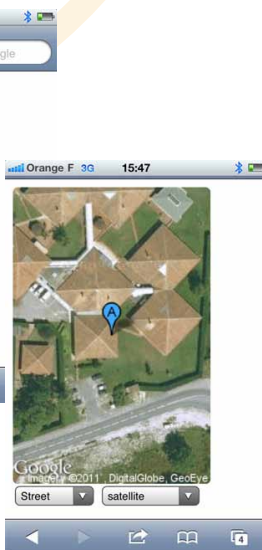 gle
Orange F 3G 15:47
A
Google
Imagery ©2011 DigitalGlobe, GeoEye
Street satellite
4